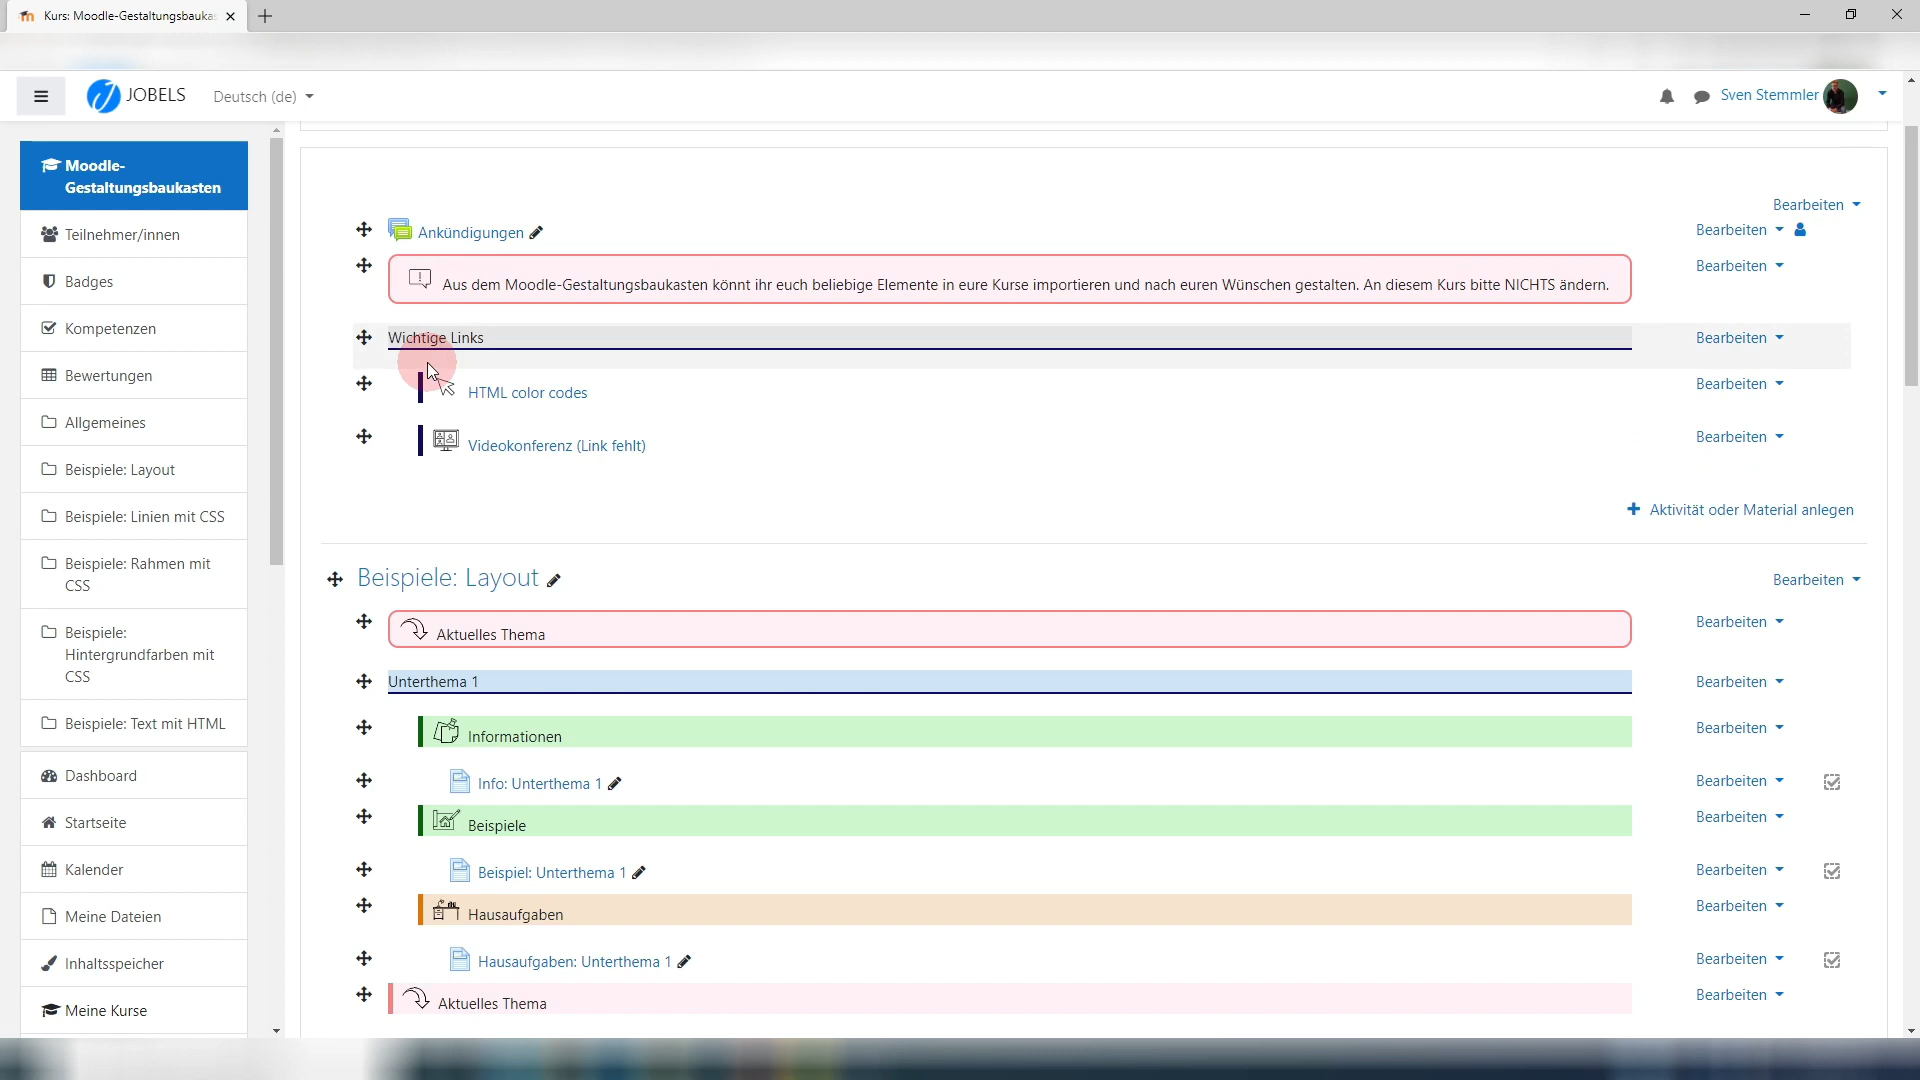 Kurs: Moodle-Gestaltungsbauka
JOBELS
Deutsch (de)
Sven Stemmler
Moodle-
Gestaltungsbaukasten
Teilnehmer/innen
Badges
Kompetenzen
Bewertungen
Allgemeines
Beispiele: Layout
Beispiele: Linien mit CSS
Beispiele: Rahmen mit
CSS
Beispiele:
Hintergrundfarben mit
CSS
Beispiele: Text mit HTML
Dashboard
Startseite
Kalender
Meine Dateien
Inhaltsspeicher
Meine Kurse
Bearbeiten
Ankündigungen Bearbeiten
Aus dem Moodle-Gestaltungsbaukasten könnt ihr euch beliebige Elemente in eure Kurse importieren und nach euren Wünschen gestalten. An diesem Kurs bitte NICHTS ändern. Bearbeiten
Wichtige Links Bearbeiten
HTML color codes Bearbeiten
Videokonferenz (Link fehlt) Bearbeiten
Aktivität oder Material anlegen
Beispiele: Layout Bearbeiten
Aktuelles Thema Bearbeiten
Unterthema 1 Bearbeiten
Informationen Bearbeiten
Info: Unterthema 1 Bearbeiten
Beispiele Bearbeiten
Beispiel: Unterthema 1 Bearbeiten
Hausaufgaben Bearbeiten
Hausaufgaben: Unterthema 1 Bearbeiten
Aktuelles Thema Bearbeiten